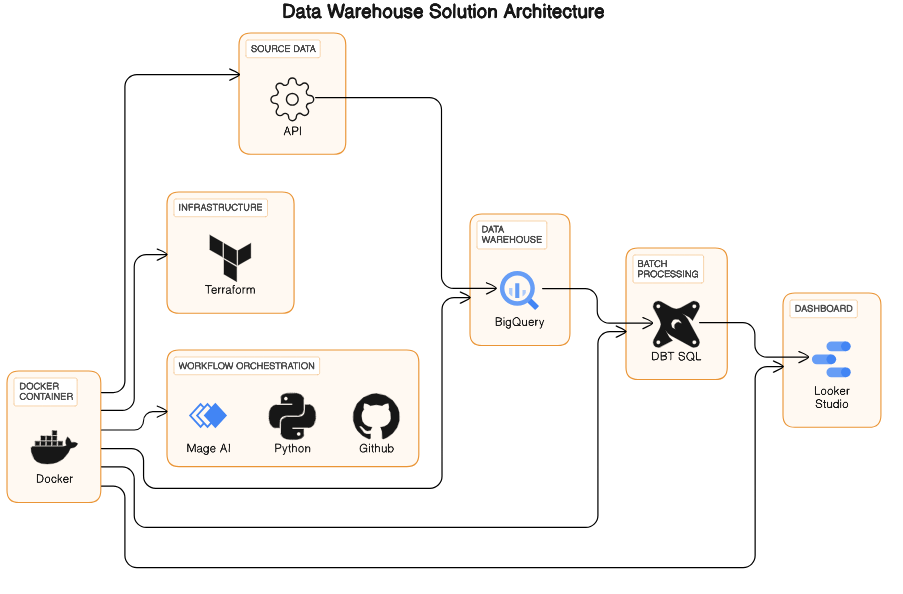 Data Warehouse Solution Architecture
SOURCE DATA
API
INFRASTRUCTURE
Terraform
DATA
WAREHOUSE
BigQuery
BATCH
PROCESSING
DBT SQL
DASHBOARD
Looker
Studio
WORKFLOW ORCHESTRATION
Mage AI
Python
Github
DOCKER
CONTAINER
Docker